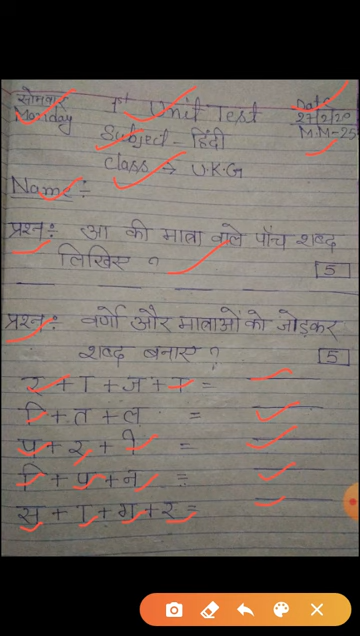 सोमवार 1st Unit Test Date
Monday 27/2/20
Subject - हिंदी M.M-25
Class → U.K.G
Name :-
प्रश्नः आ की मात्रा वाले पाँच शब्द
लिखिए ? 5
प्रश्नः वर्णो और मात्राओं को जोड़कर
शब्द बनाए ? 5
र + ा + ज + ा =
ि + त + ल =
प + र + ी =
ि + प + न =
स + ा + ग + र =